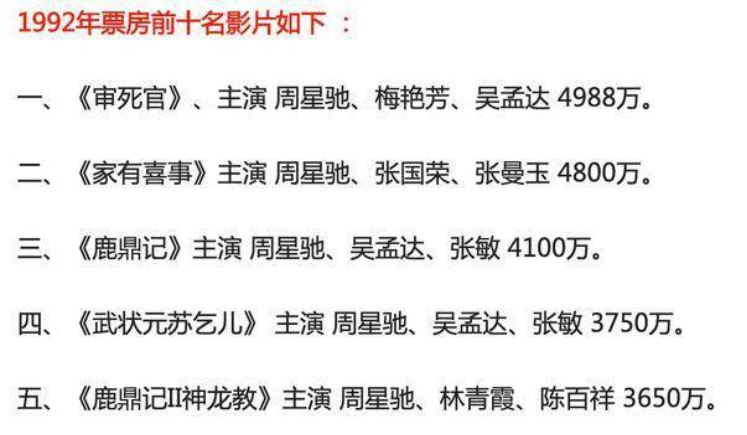 1992年票房前十名影片如下 ：
一、《审死官》、主演 周星驰、梅艳芳、吴孟达 4988万。
二、《家有喜事》主演 周星驰、张国荣、张曼玉 4800万。
三、《鹿鼎记》主演 周星驰、吴孟达、张敏 4100万。
四、《武状元苏乞儿》 主演 周星驰、吴孟达、张敏 3750万。
五、《鹿鼎记II神龙教》主演 周星驰、林青霞、陈百祥 3650万。